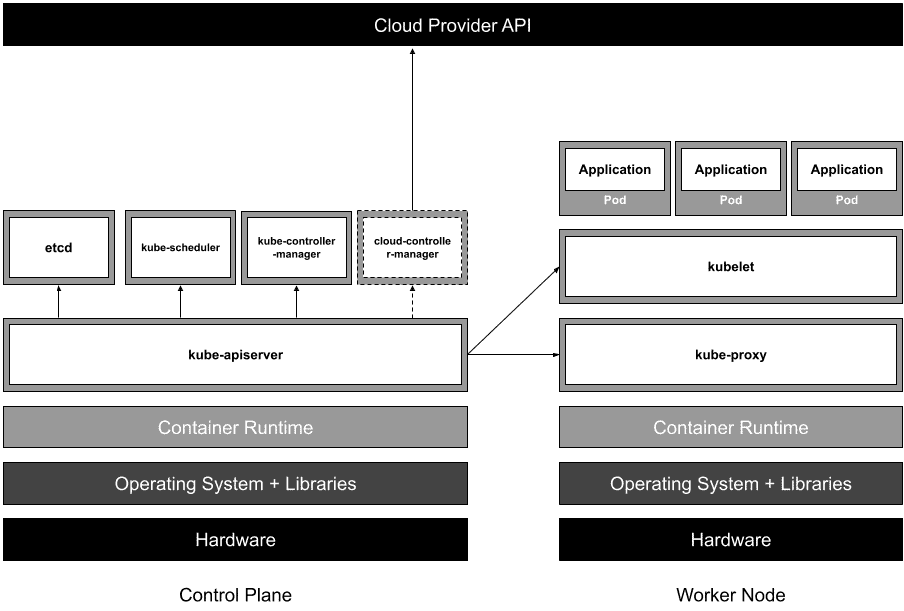 Cloud Provider API
Application
Application
Application
Pod
Pod
Pod
etcd
kube-scheduler
kube-controller
-manager
cloud-controlle
r-manager
kubelet
kube-apiserver
kube-proxy
Container Runtime
Container Runtime
Operating System + Libraries
Operating System + Libraries
Hardware
Hardware
Control Plane
Worker Node